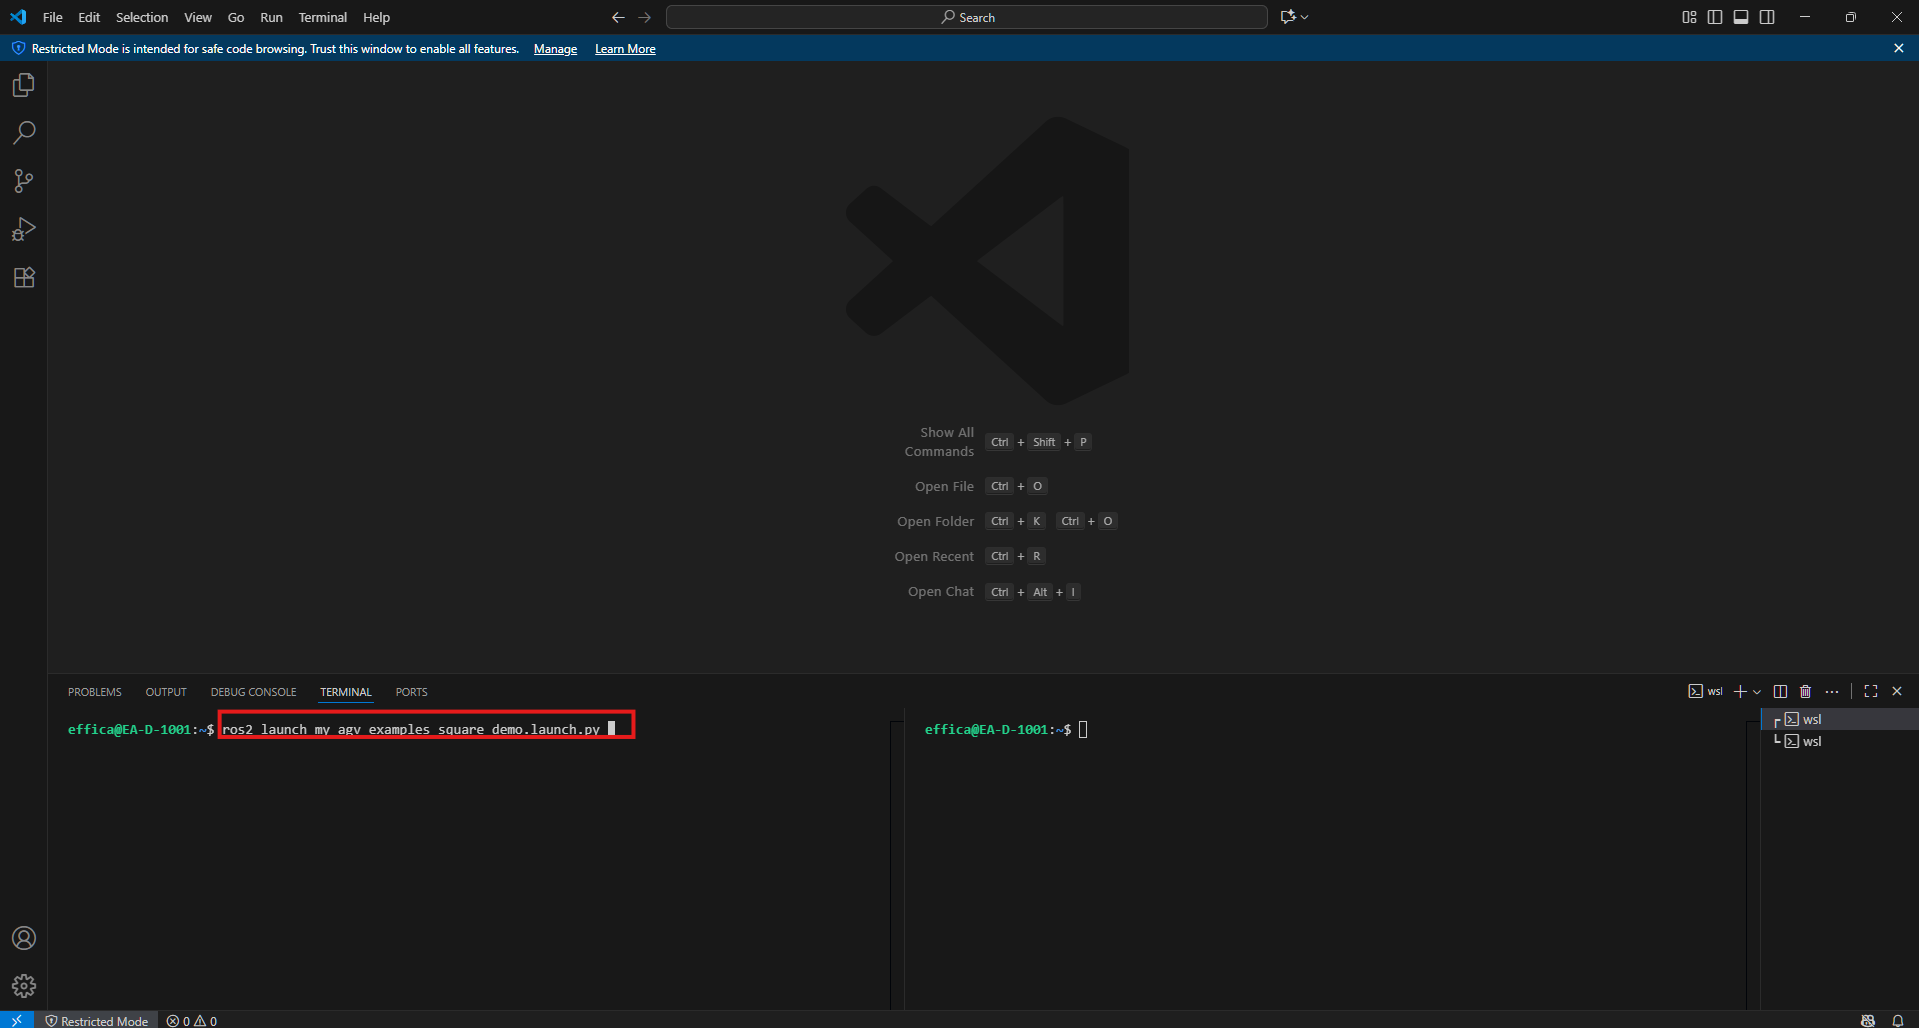 File Edit Selection View Go Run Terminal Help Search
Restricted Mode is intended for safe code browsing. Trust this window to enable all features. Manage Learn More
Show All Commands Ctrl + Shift + P
Open File Ctrl + O
Open Folder Ctrl + K Ctrl + O
Open Recent Ctrl + R
Open Chat Ctrl + Alt + I
PROBLEMS OUTPUT DEBUG CONSOLE TERMINAL PORTS wsl
effica@EA-D-1001:~$ ros2 launch my_agv_examples square_demo.launch.py
effica@EA-D-1001:~$
wsl
wsl
Restricted Mode 0 0